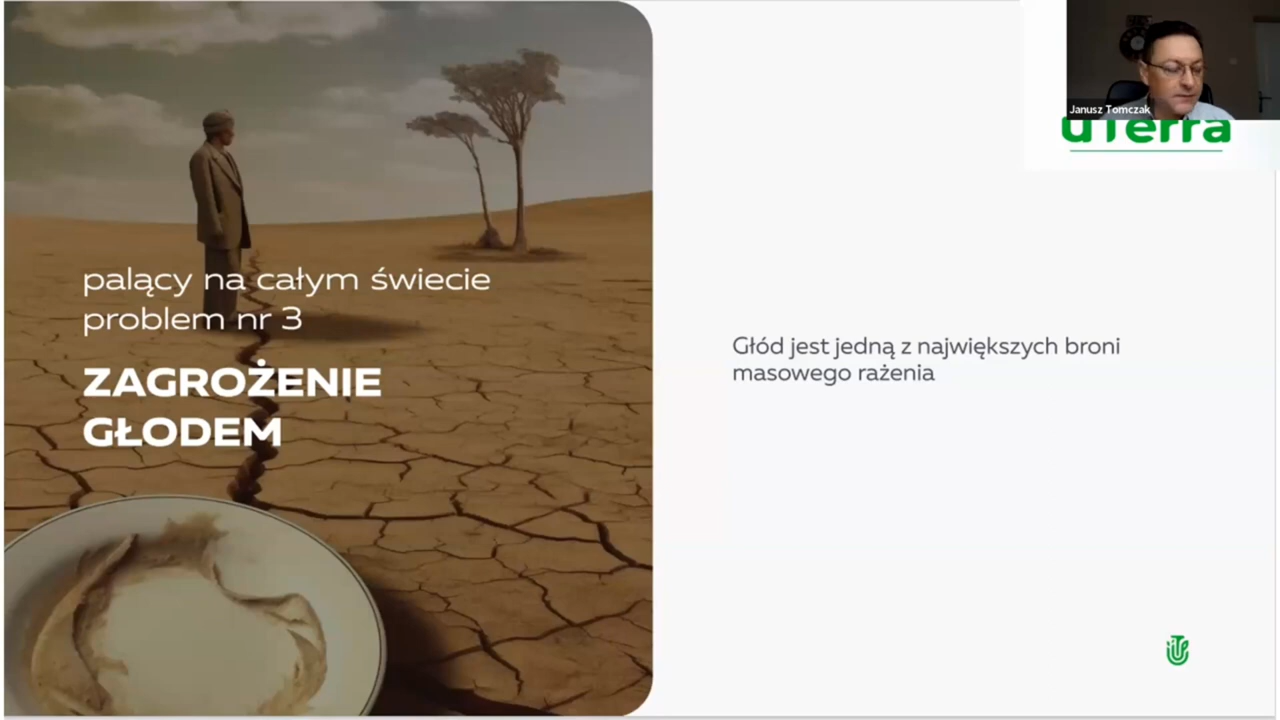 palący na całym świecie
problem nr 3
ZAGROŻENIE
GŁODEM
Głód jest jedną z największych broni
masowego rażenia
Janusz Tomczak
uTerra